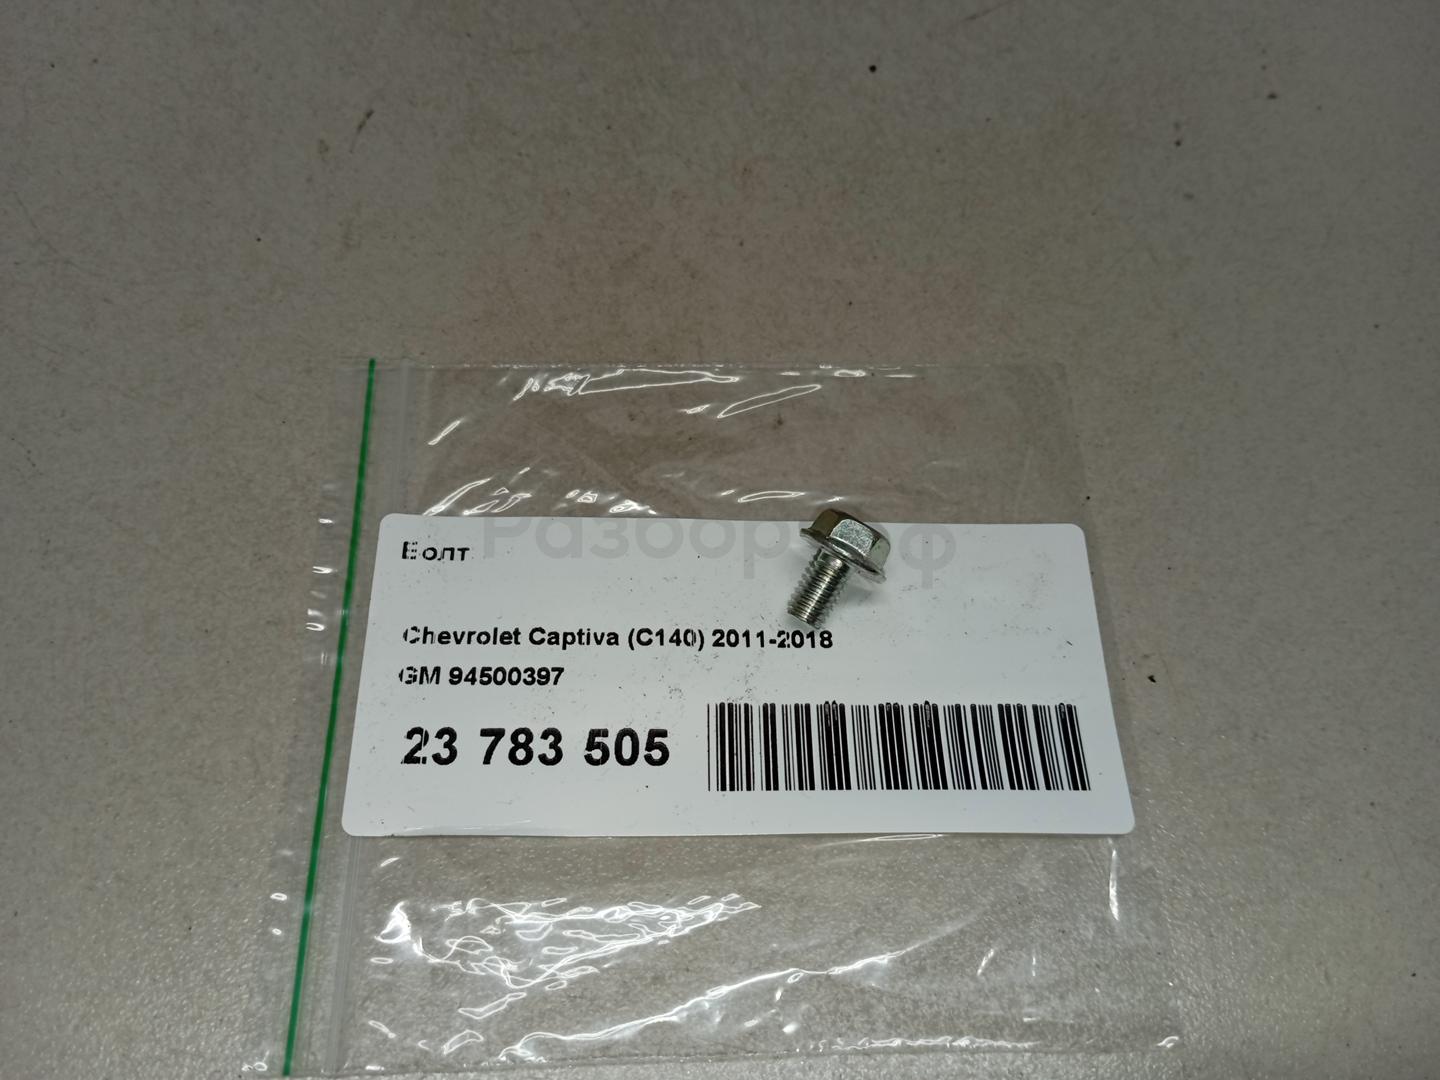 Болт
Chevrolet Captiva (C140) 2011-2018
GM 94500397
23 783 505